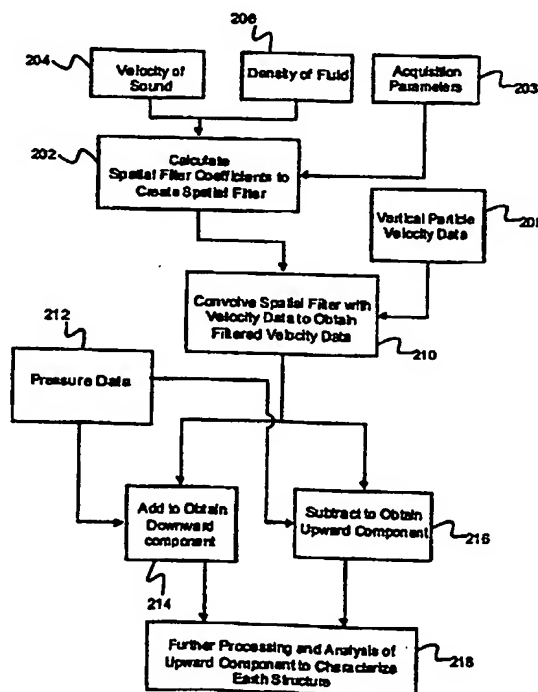 206
204
Velocity of
Sound
Density of Fluid
Acquisition
Parameters
203
202
Calculate
Spatial Filter Coefficients to
Create Spatial Filter
Vertical Particle
Velocity Data
20
Convolve Spatial Filter with
Velocity Data to Obtain
Filtered Velocity Data
210
212
Pressure Data
Add to Obtain
Downward
component
214
Subtract to Obtain
Upward Component
216
Further Processing and Analysis of
Upward Component to Characterize
Earth Structure
218